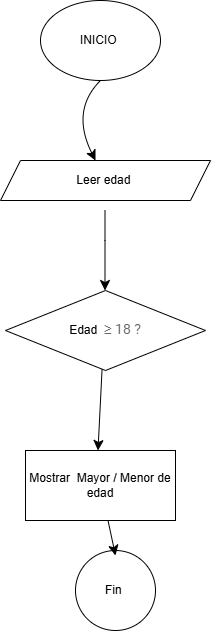 INICIO
Leer edad
Edad ≥ 18 ?
Mostrar Mayor / Menor de
edad
Fin